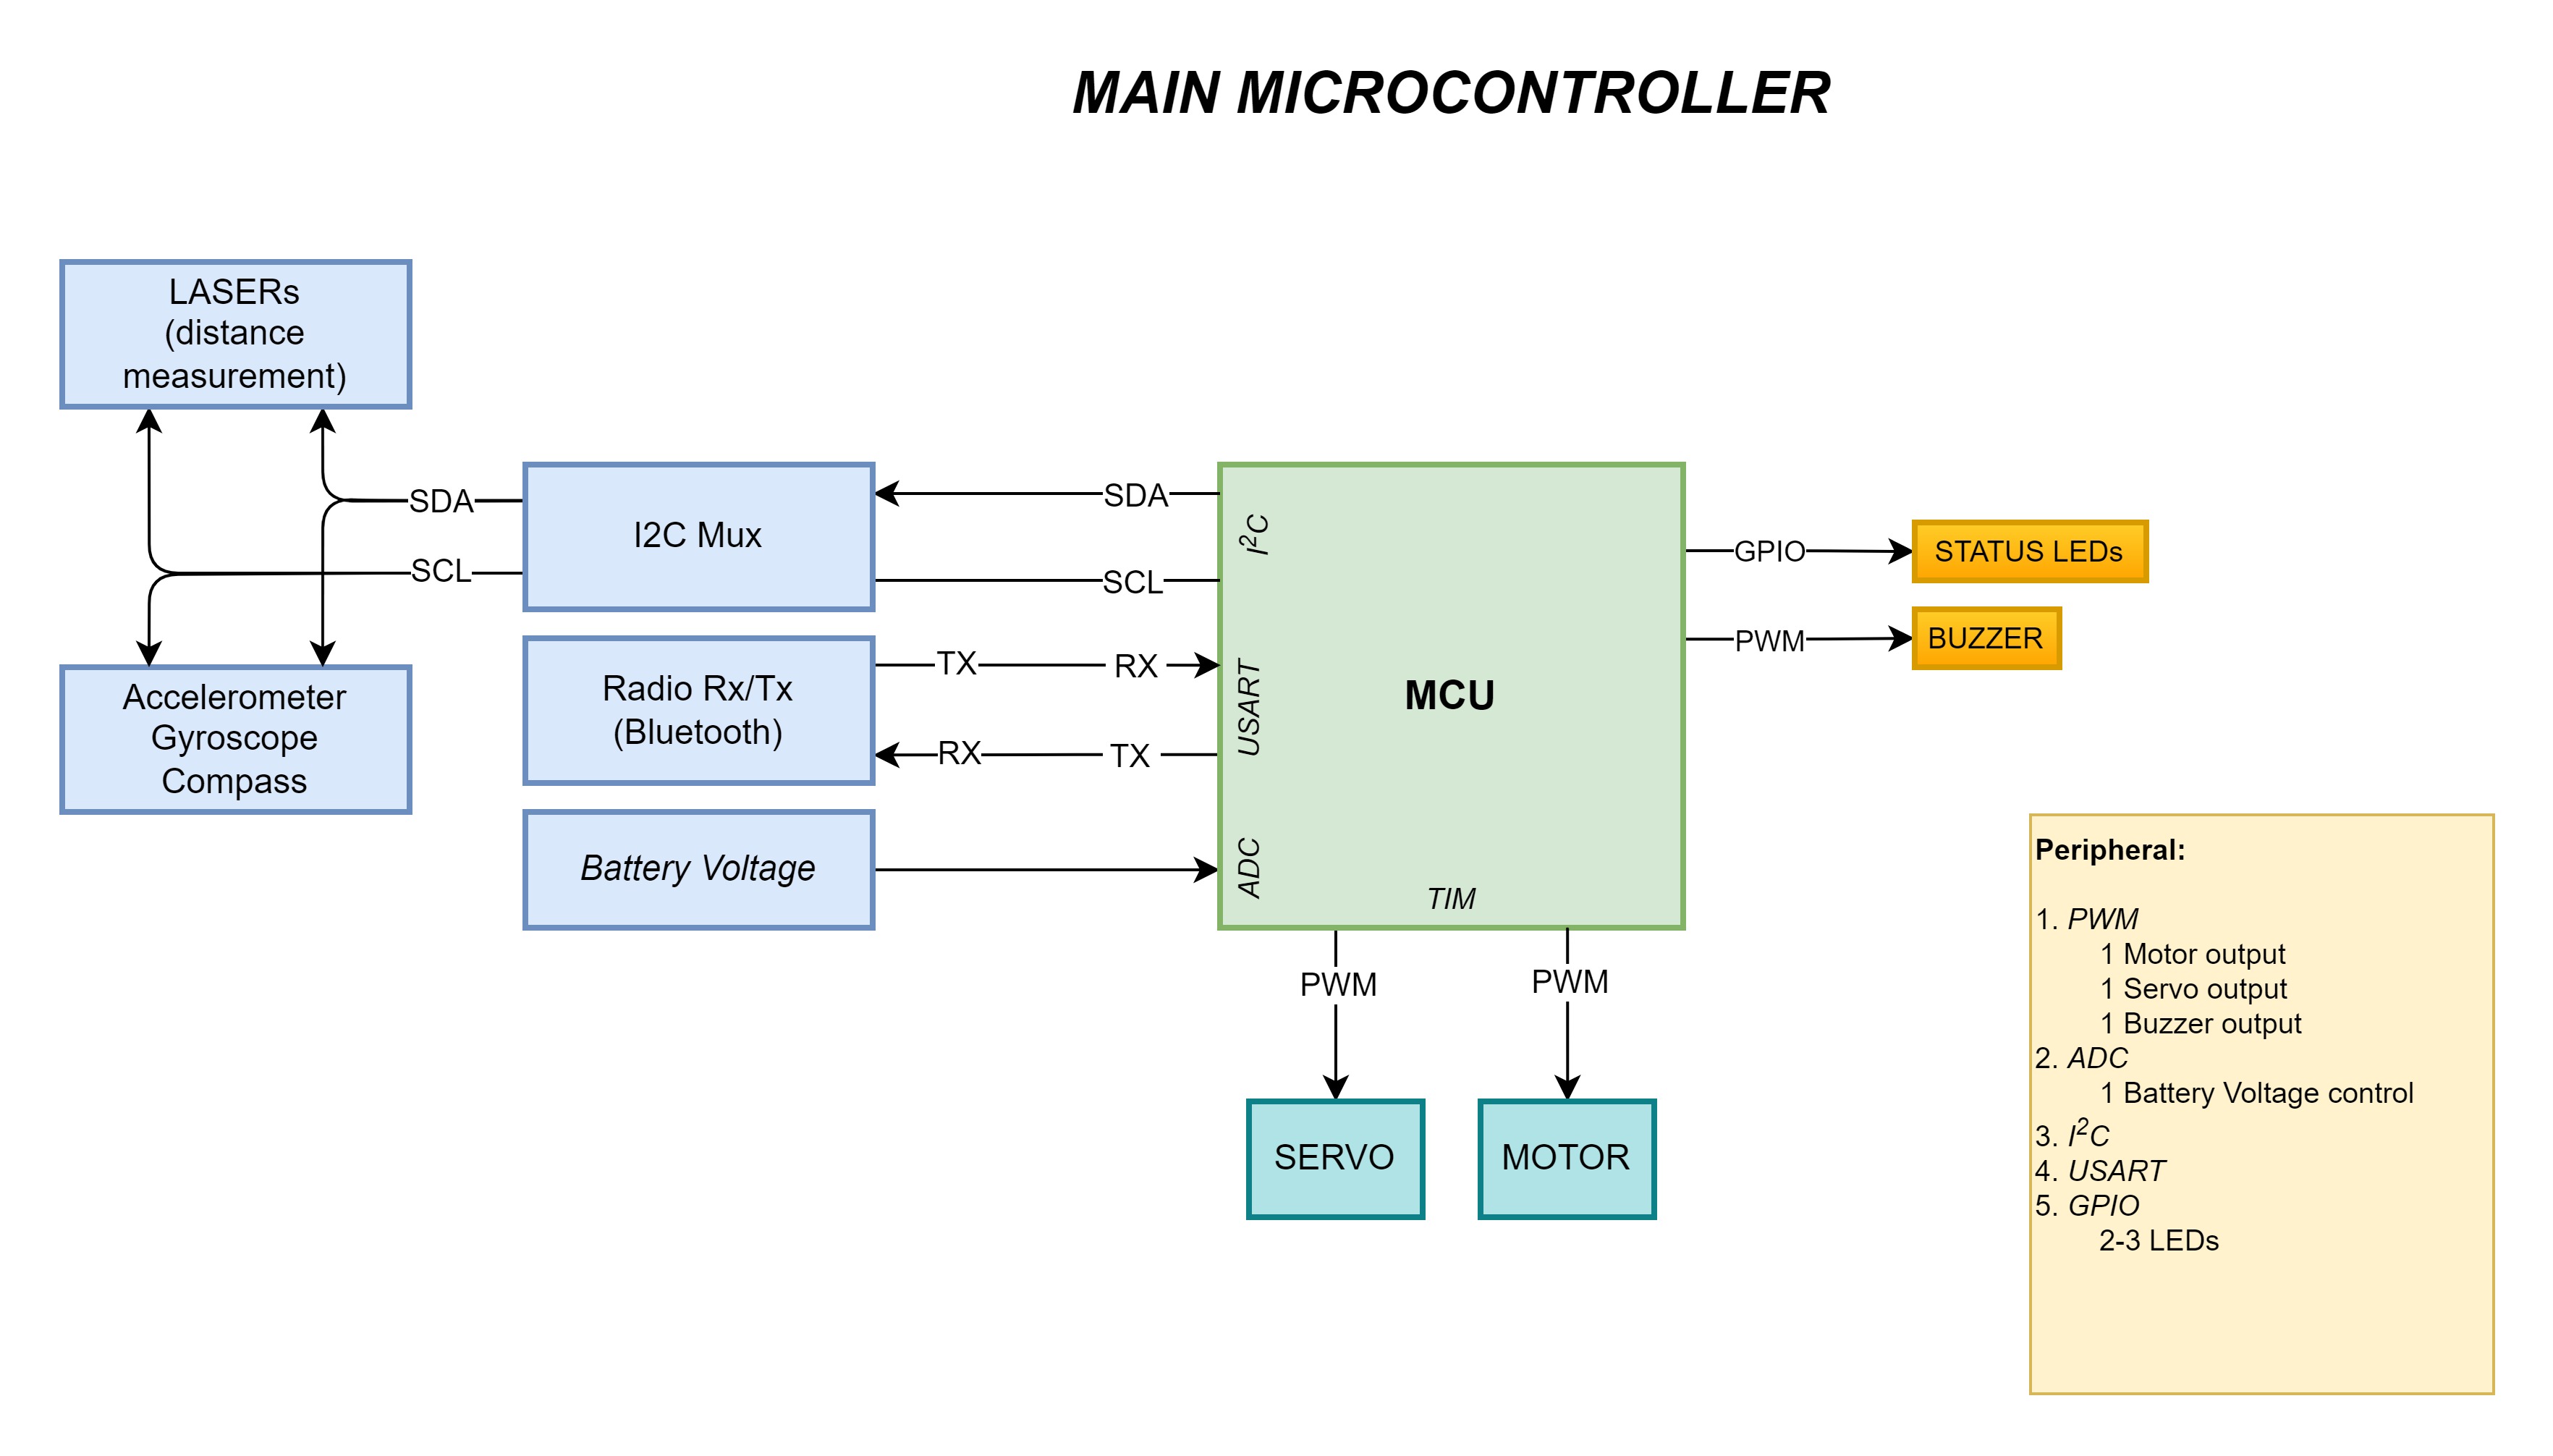 MAIN MICROCONTROLLER
LASERs
(distance
measurement)
SDA
SCL
Accelerometer
Gyroscope
Compass
I2C Mux
SDA
SCL
Radio Rx/Tx
(Bluetooth)
TX
RX
RX
TX
Battery Voltage
I²C
USART
ADC
MCU
TIM
GPIO
STATUS LEDs
PWM
BUZZER
PWM
PWM
SERVO
MOTOR
Peripheral:
1. PWM
1 Motor output
1 Servo output
1 Buzzer output
2. ADC
1 Battery Voltage control
3. I²C
4. USART
5. GPIO
2-3 LEDs